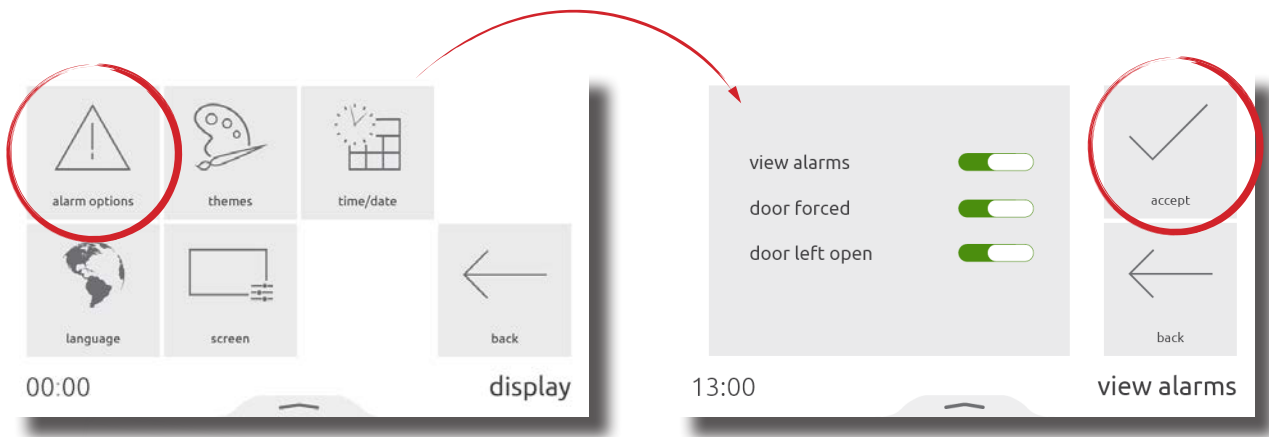 alarm options
themes
time/date
language
screen
back
00:00
display
view alarms
door forced
door left open
accept
back
13:00
view alarms